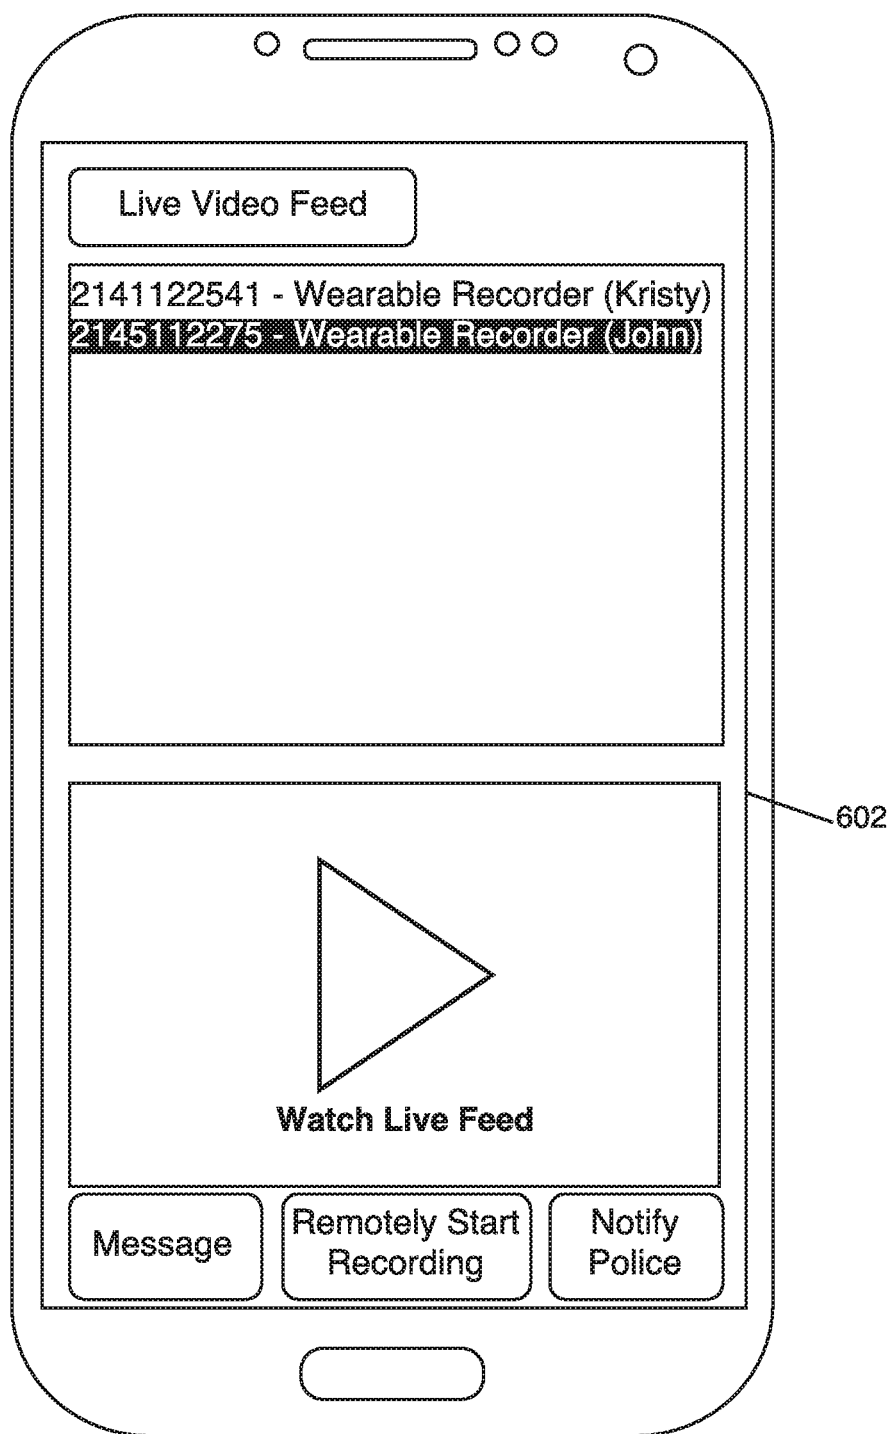 Live Video Feed
2141122541 - Wearable Recorder (Kristy)
2145112275 - Wearable Recorder (John)
602
Watch Live Feed
Message
Remotely Start
Recording
Notify
Police